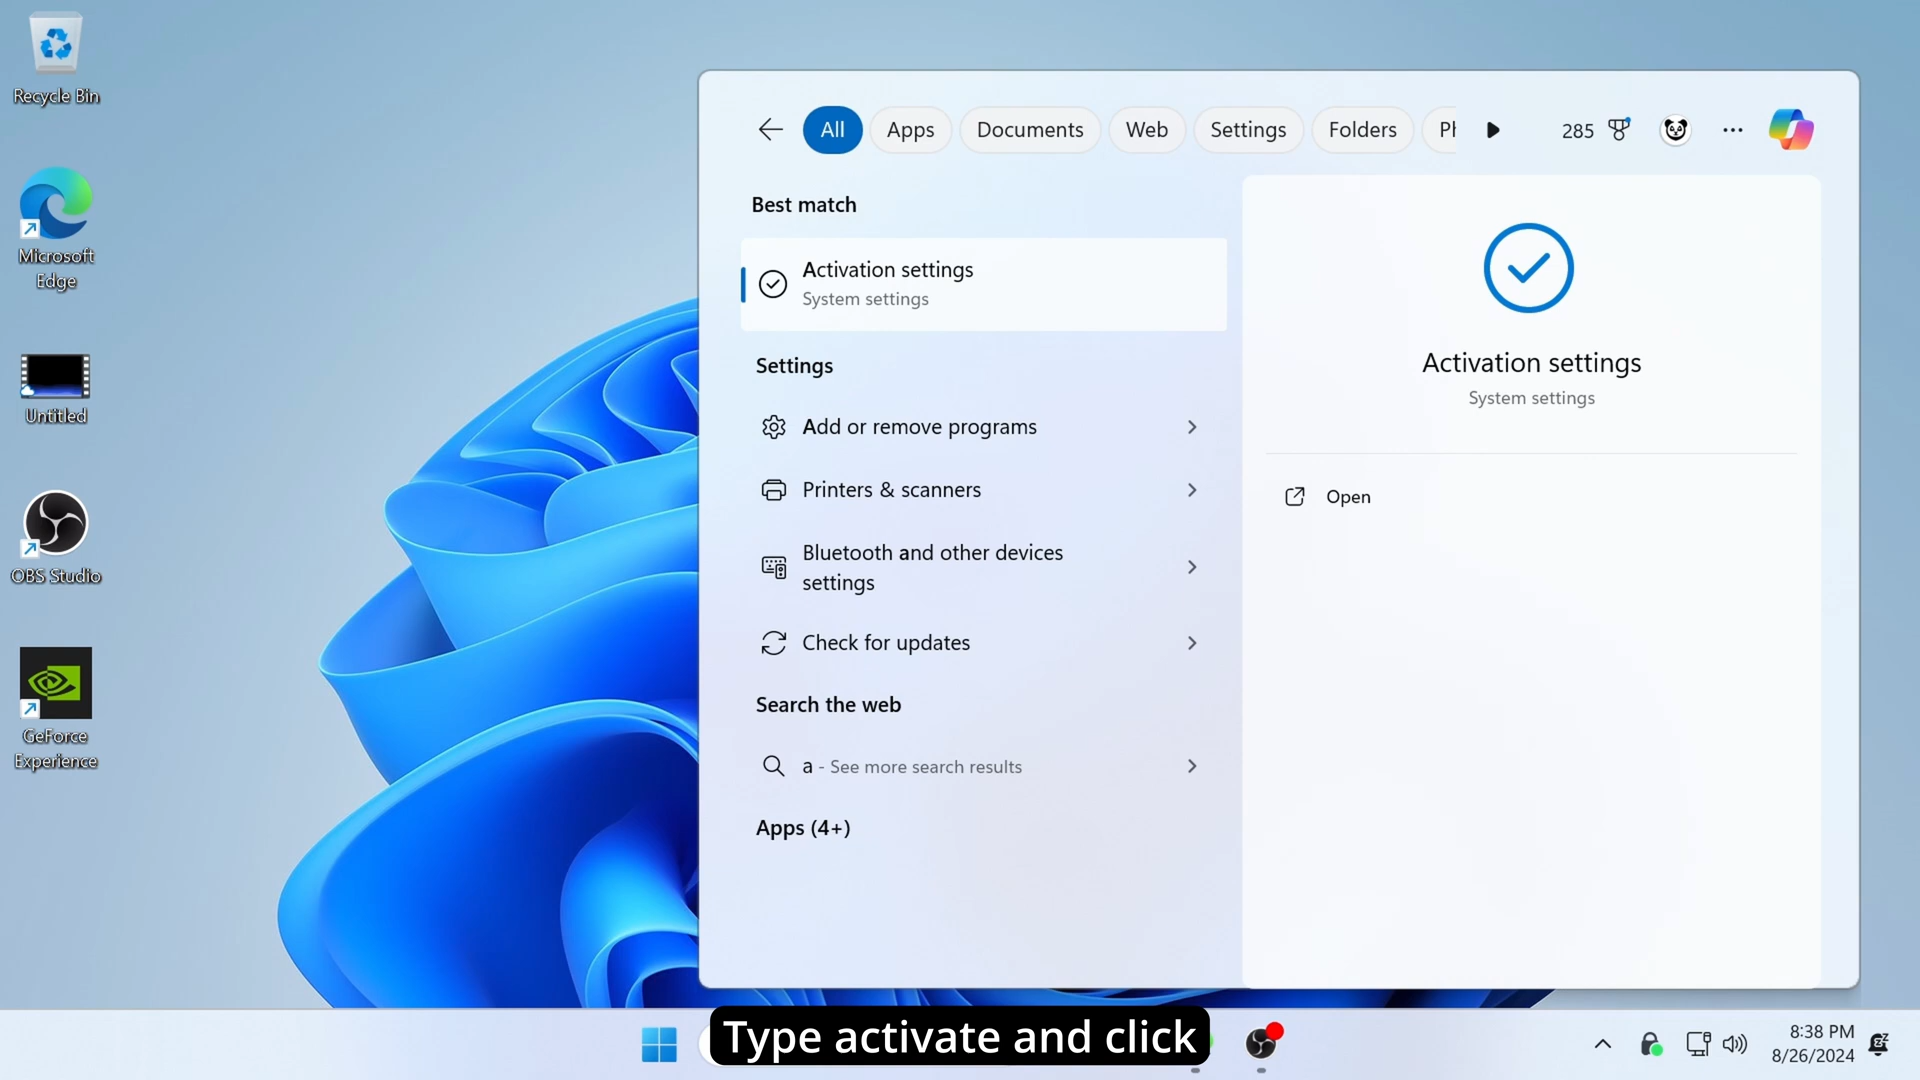 Recycle Bin
Microsoft
Edge
Untitled
OBS Studio
GeForce
Experience
All
Apps
Documents
Web
Settings
Folders
285
Best match
Activation settings
System settings
Settings
Add or remove programs
Printers & scanners
Bluetooth and other devices
settings
Check for updates
Search the web
a - See more search results
Apps (4+)
Activation settings
System settings
Open
Type activate and click
8:38 PM
8/26/2024